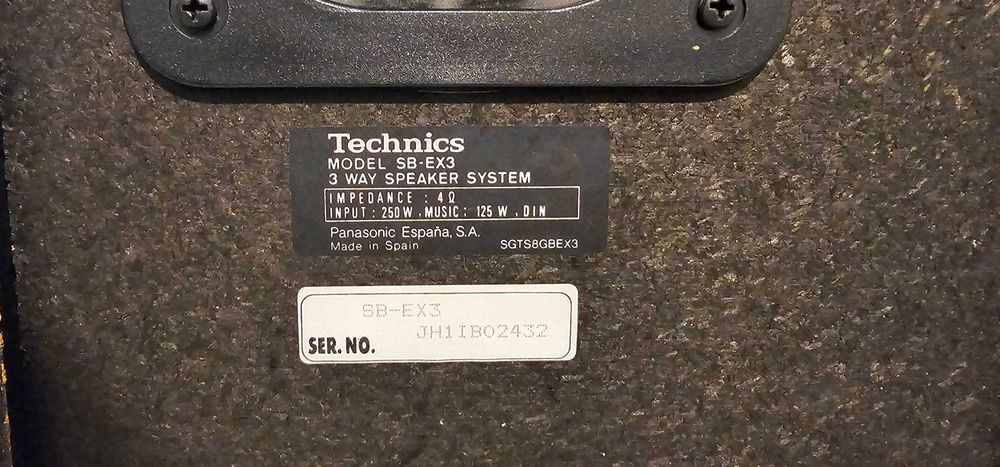 Technics
MODEL SB-EX3
3 WAY SPEAKER SYSTEM
IMPEDANCE : 4Ω
INPUT : 250W , MUSIC: 125 W , DIN
Panasonic España, S.A.
Made in Spain SGTS8GBEX3
SB-EX3
JH1IB02432
SER. NO.